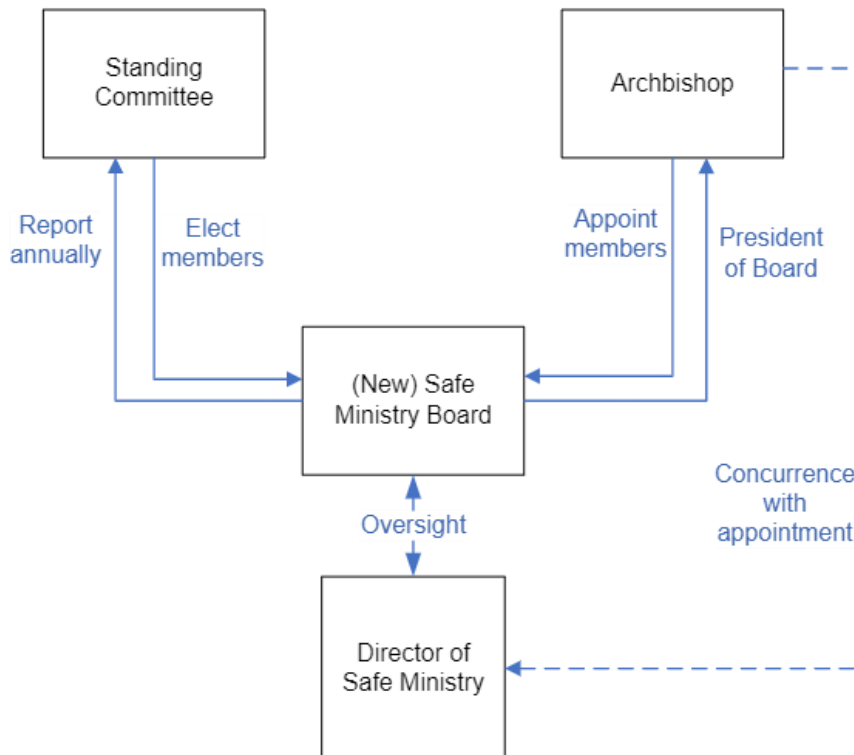 Standing
Committee
Archbishop
Report
annually
Elect
members
Appoint
members
President
of Board
(New) Safe
Ministry Board
Concurrence
with
appointment
Oversight
Director of
Safe Ministry